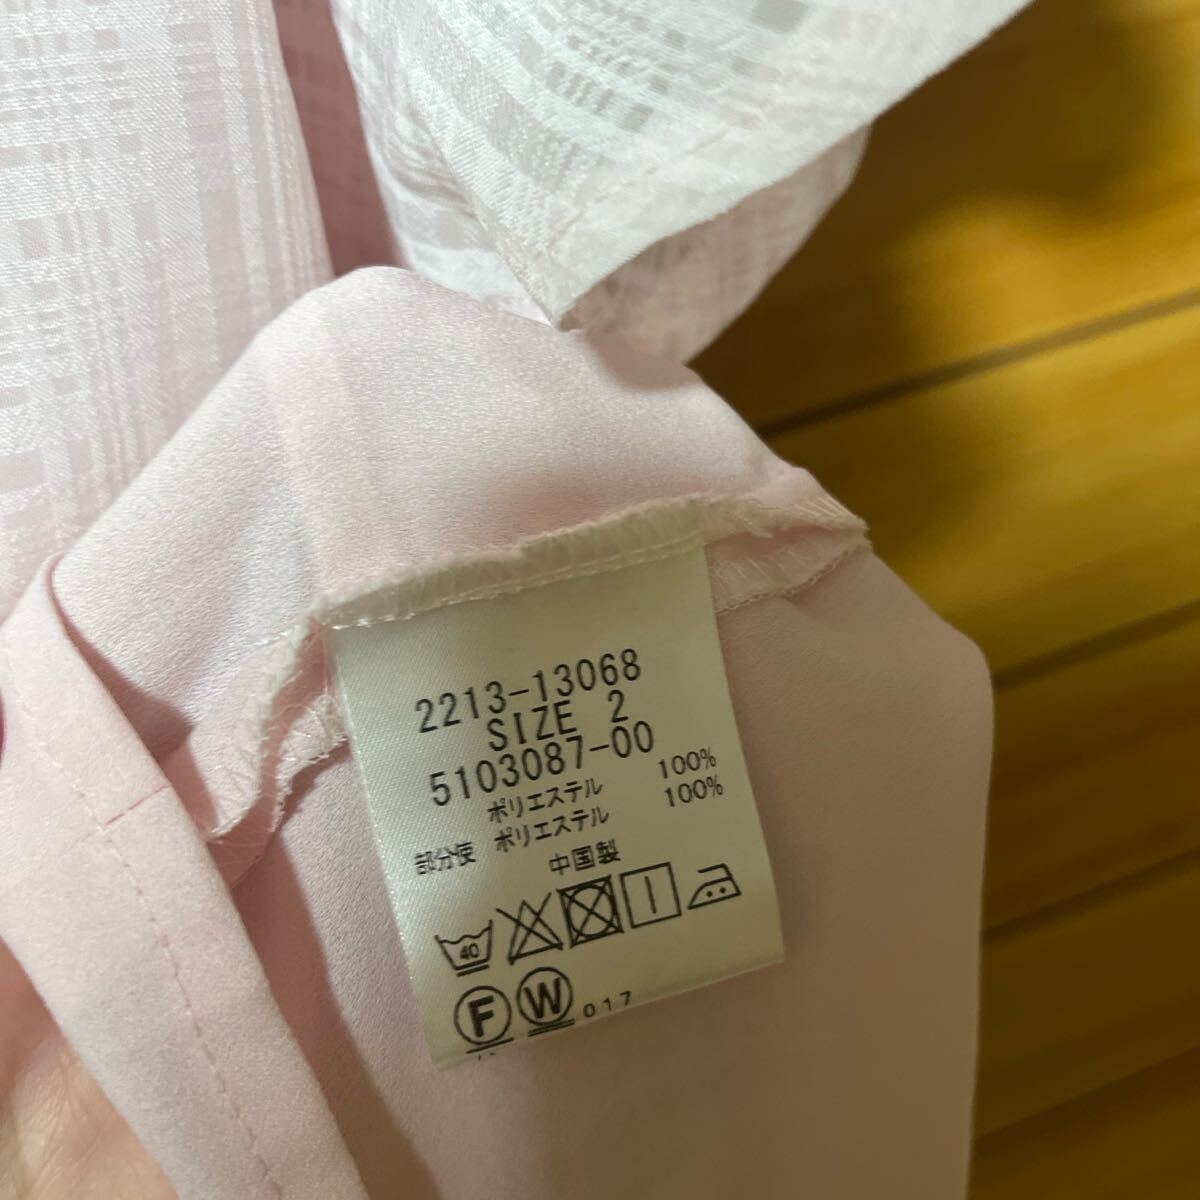 2213-13068
SIZE 2
5103087-00
ポリエステル 100%
部分使 ポリエステル 100%
中国製
40
F W 017